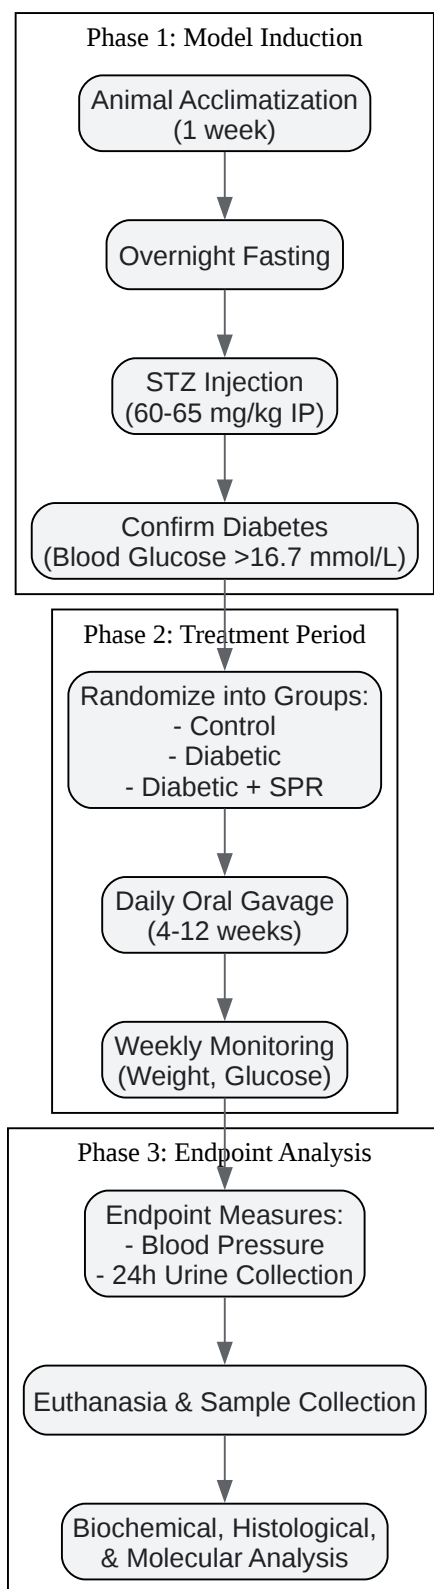 Phase 1: Model Induction
Animal Acclimatization
(1 week)
Overnight Fasting
STZ Injection
(60-65 mg/kg IP)
Confirm Diabetes
(Blood Glucose >16.7 mmol/L)
Phase 2: Treatment Period
Randomize into Groups:
- Control
- Diabetic
- Diabetic + SPR
Daily Oral Gavage
(4-12 weeks)
Weekly Monitoring
(Weight, Glucose)
Phase 3: Endpoint Analysis
Endpoint Measures:
- Blood Pressure
- 24h Urine Collection
Euthanasia & Sample Collection
Biochemical, Histological,
& Molecular Analysis